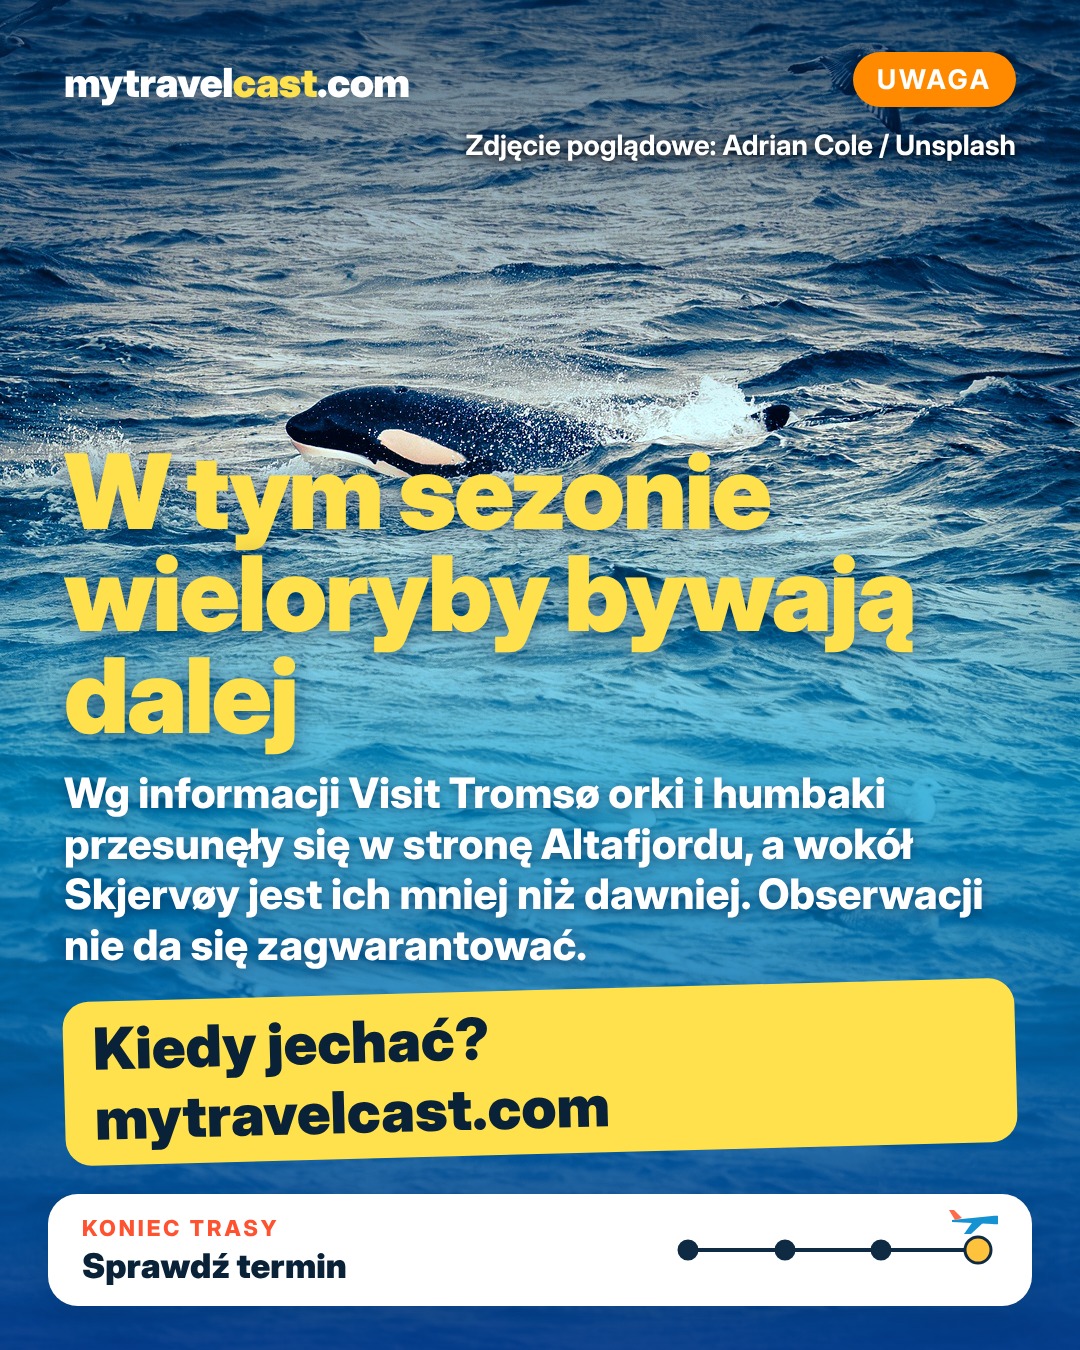 mytravelcast.com
UWAGA
Zdjęcie poglądowe: Adrian Cole / Unsplash
W tym sezonie
wieloryby bywają
dalej
Wg informacji Visit Tromsø orki i humbaki
przesunęły się w stronę Altafjordu, a wokół
Skjervøy jest ich mniej niż dawniej. Obserwacji
nie da się zagwarantować.
Kiedy jechać?
mytravelcast.com
KONIEC TRASY
Sprawdź termin